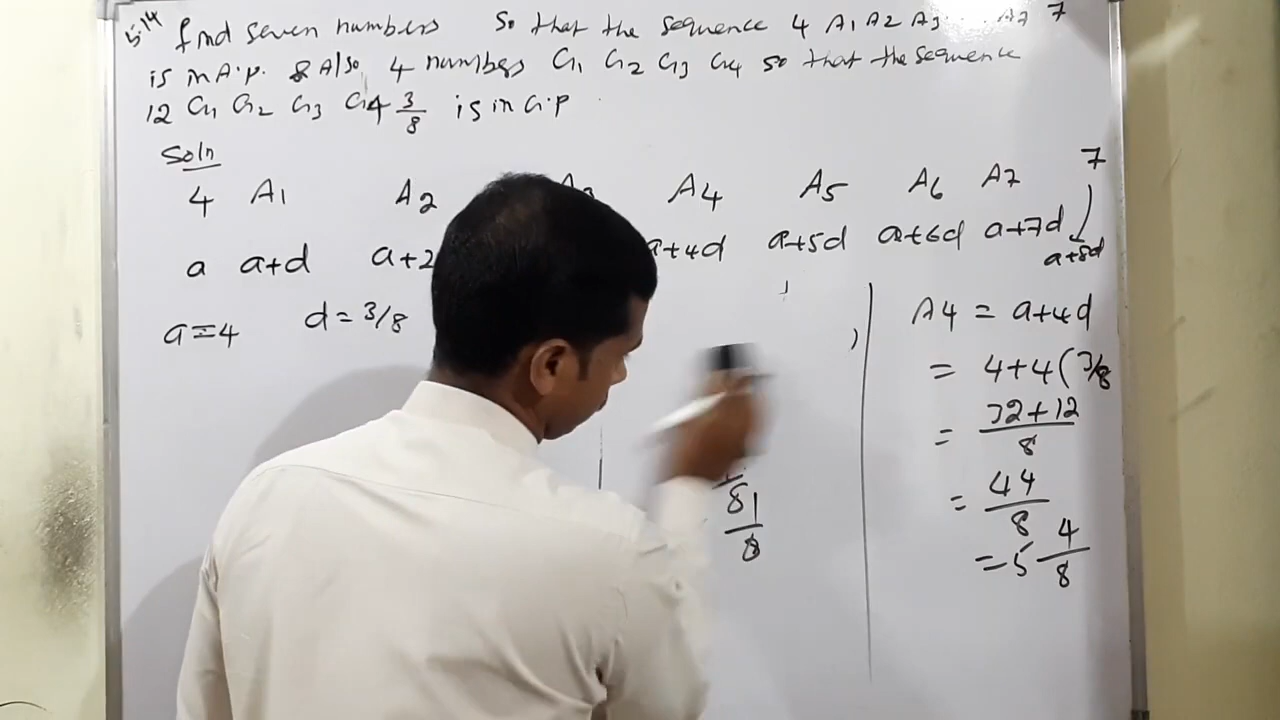 5.14 find seven numbers so that the sequence 4 A1 A2 A3 ... A7 7
is in A.P. & Also 4 numbers G1 G2 G3 G4 so that the sequence
12 G1 G2 G3 G4 3/8 is in G.P
Soln
4 A1 A2 A3 A4 A5 A6 A7 7
a a+d a+2 a+4d a+5d a+6d a+7d a+8d
a=4 d=3/8
A4 = a+4d
= 4+4(3/8
= 32+12/8
= 44/8
=5 4/8
8
1/8